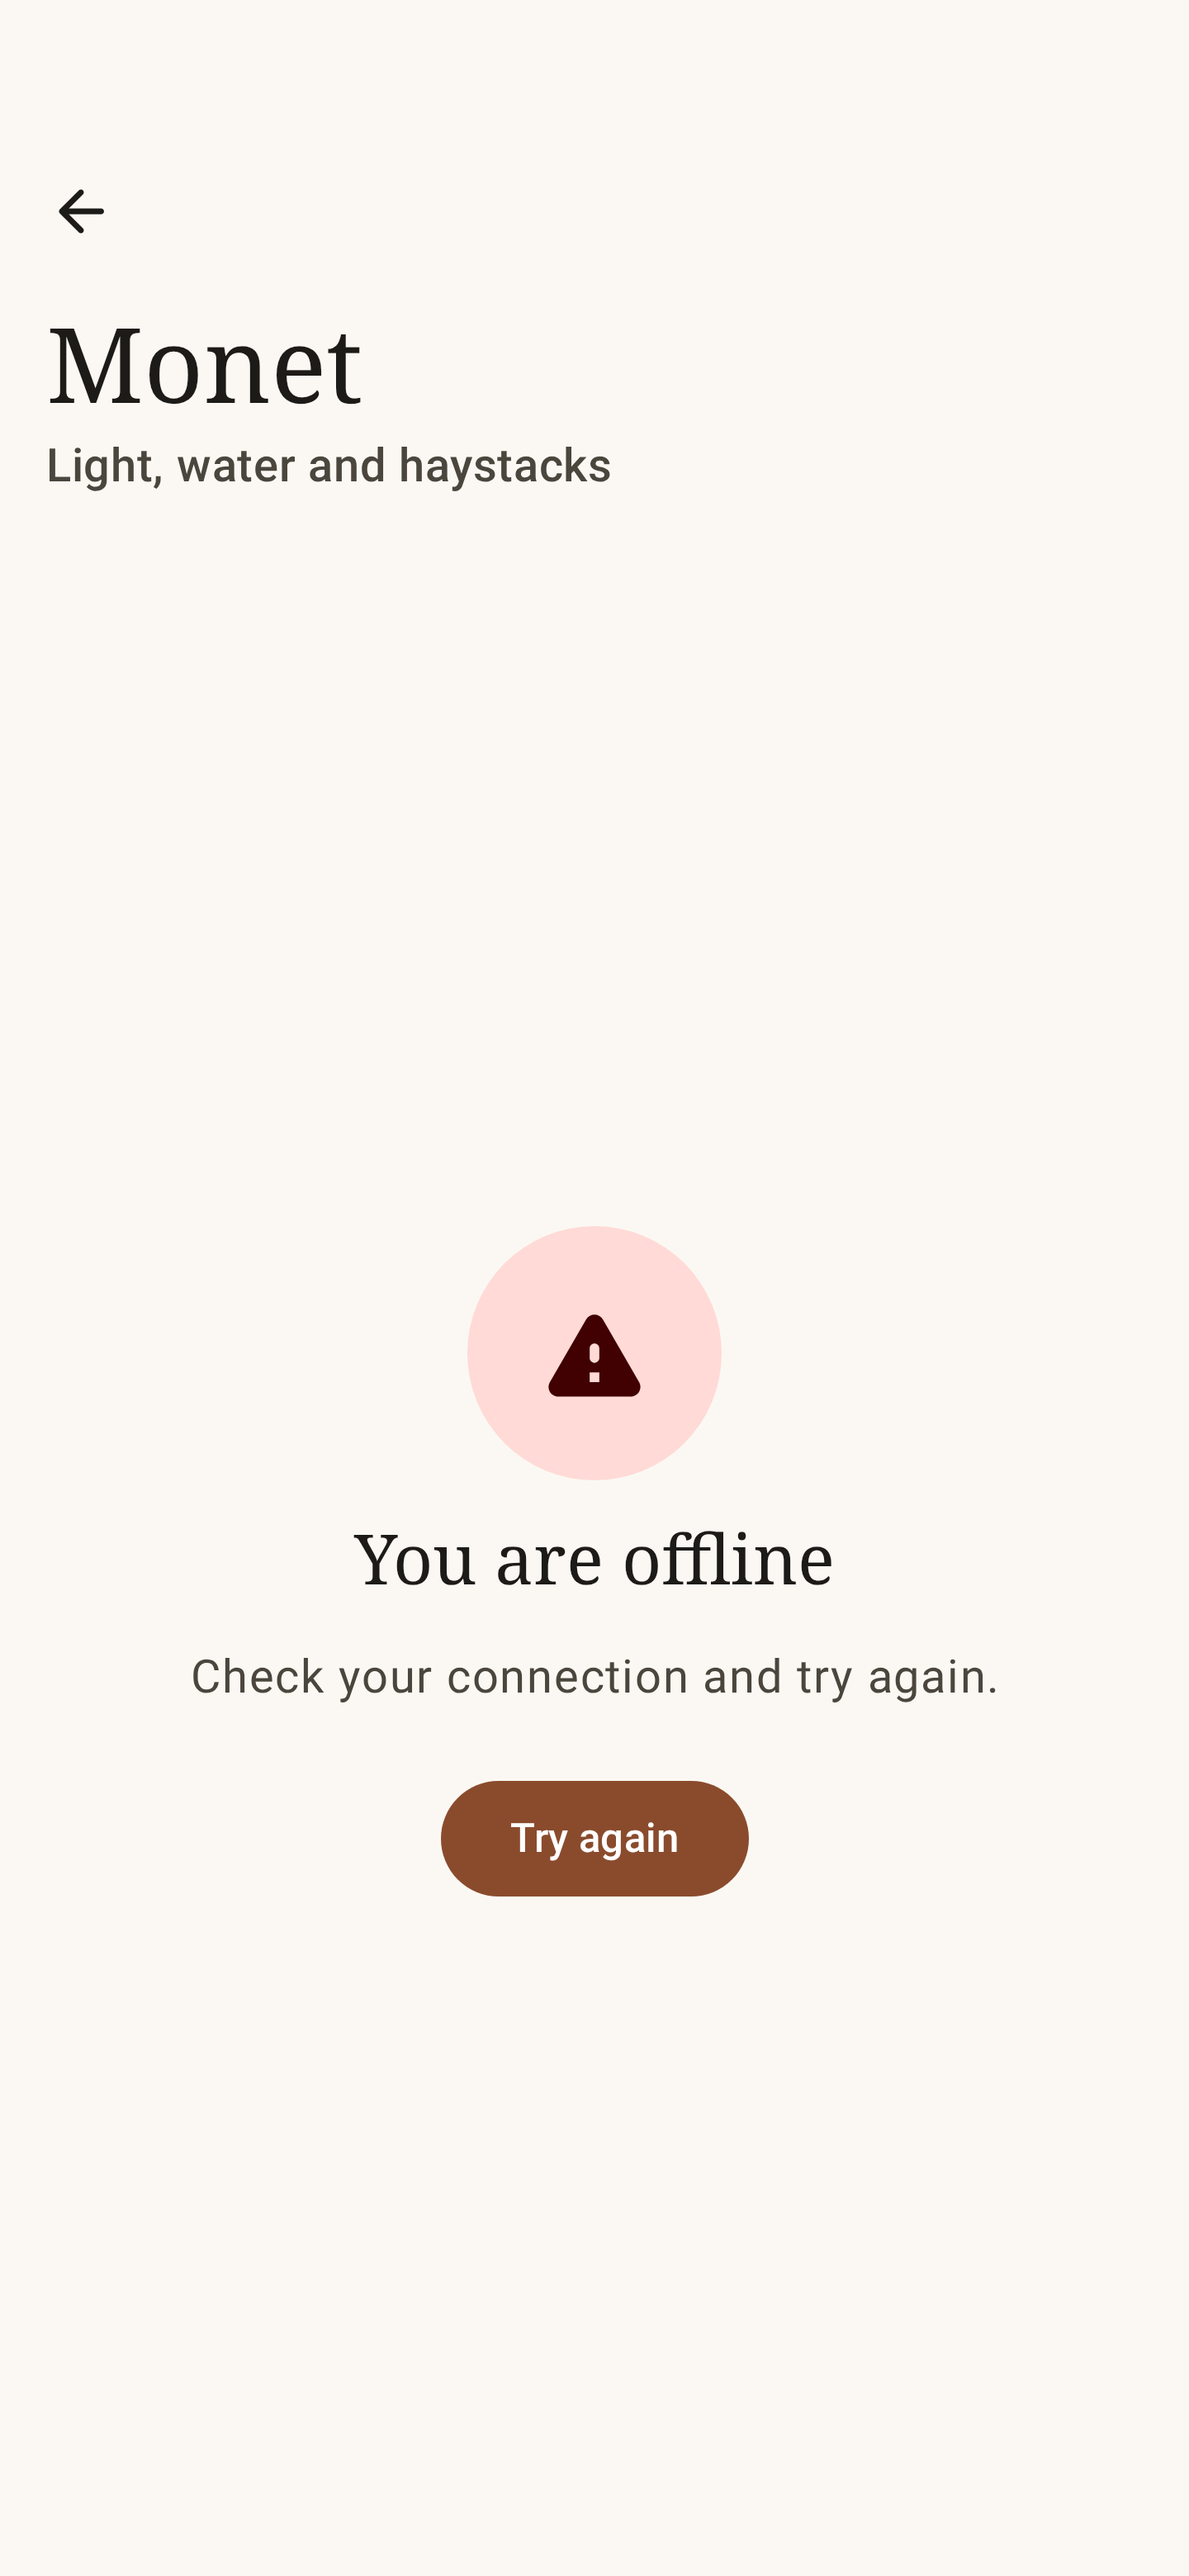 Monet
Light, water and haystacks
You are offline
Check your connection and try again.
Try again